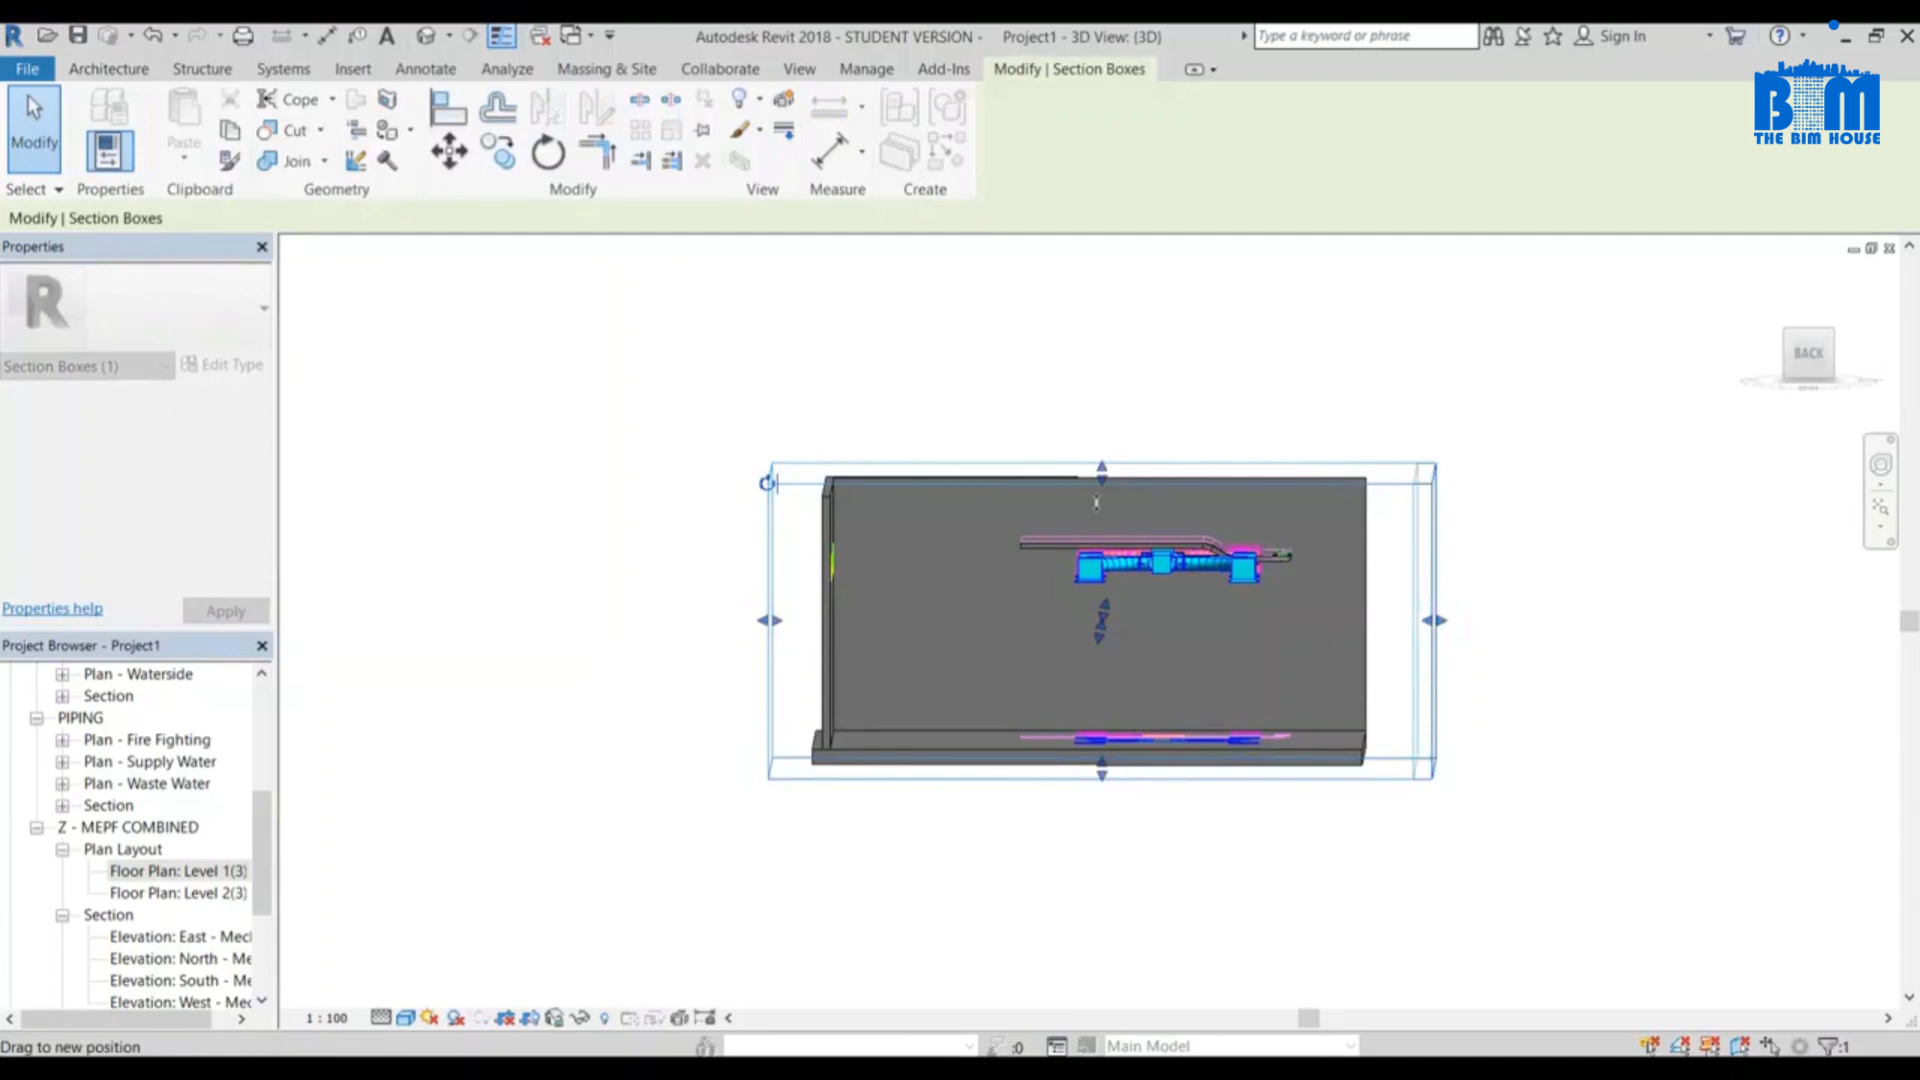 Autodesk Revit 2018 - STUDENT VERSION - Project1 - 3D View: {3D}
Type a keyword or phrase
Sign In
File Architecture Structure Systems Insert Annotate Analyze Massing & Site Collaborate View Manage Add-Ins Modify | Section Boxes
BIM
THE BIM HOUSE
Modify
Paste
Cope
Cut
Join
Select Properties Clipboard Geometry Modify View Measure Create
Modify | Section Boxes
Properties
Section Boxes (1)
Edit Type
BACK
Properties help
Apply
Project Browser - Project1
Plan - Waterside
Section
PIPING
Plan - Fire Fighting
Plan - Supply Water
Plan - Waste Water
Section
Z - MEPF COMBINED
Plan Layout
Floor Plan: Level 1(3)
Floor Plan: Level 2(3)
Section
Elevation: East - Mec
Elevation: North - Me
Elevation: South - Me
Elevation: West - Mec
1 : 100
Drag to new position
:0
Main Model
:1